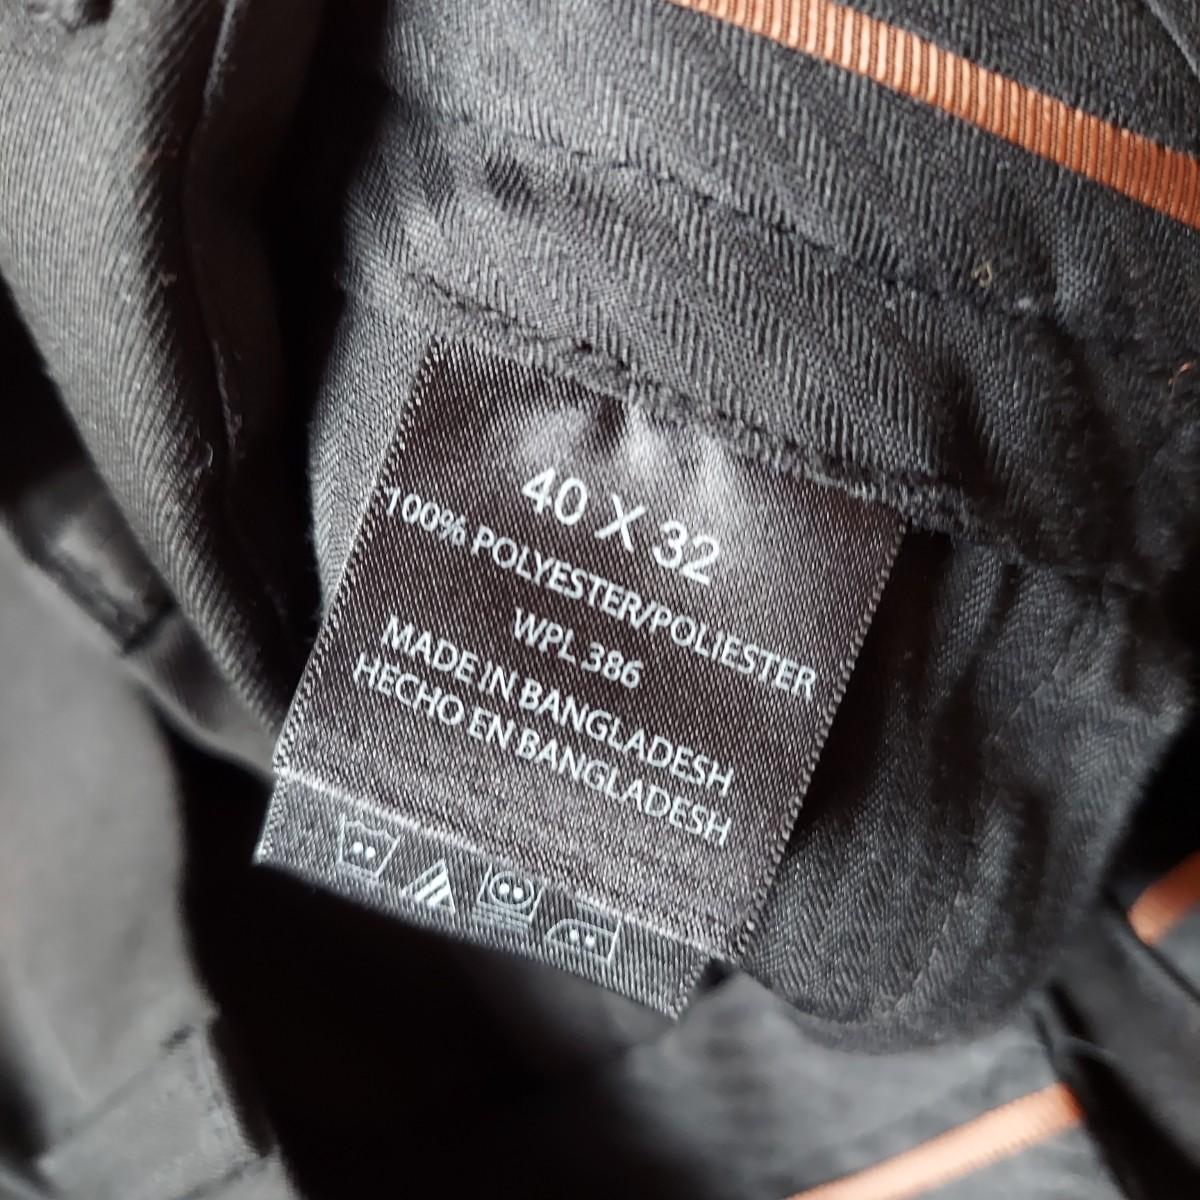 40 X 32
100% POLYESTER/POLIESTER
WPL 386
MADE IN BANGLADESH
HECHO EN BANGLADESH